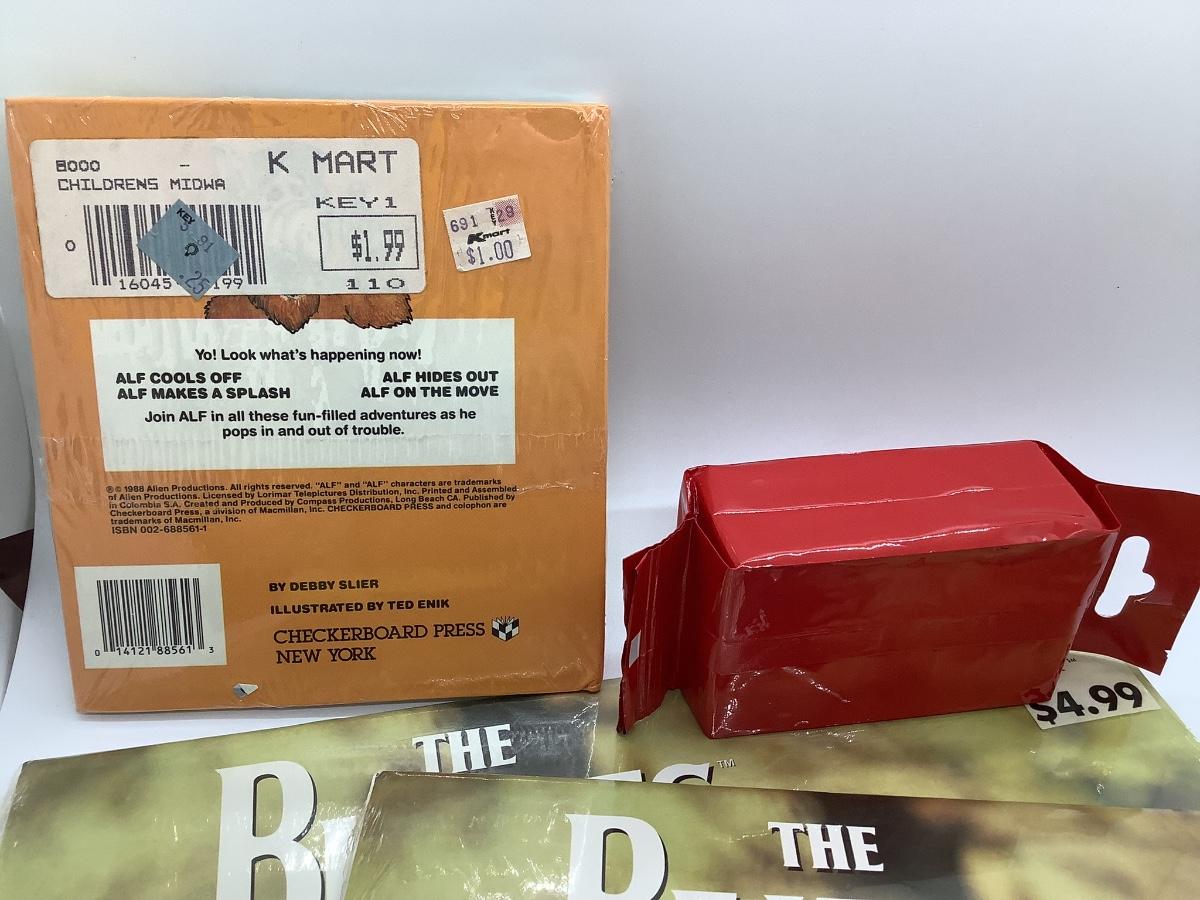 8000 - K MART
CHILDRENS MIDWA
KEY1
$1.99
110
0 16045 199
KEY
.25
691 KEY 29
Kmart
$1.00
Yo! Look what's happening now!
ALF COOLS OFF ALF HIDES OUT
ALF MAKES A SPLASH ALF ON THE MOVE
Join ALF in all these fun-filled adventures as he
pops in and out of trouble.
®© 1988 Alien Productions. All rights reserved. "ALF" and "ALF" characters are trademarks
of Alien Productions. Licensed by Lorimar Telepictures Distribution, Inc. Printed and Assembled
in Colombia S.A. Created and Produced by Compass Productions, Long Beach CA. Published by
Checkerboard Press, a division of Macmillan, Inc. CHECKERBOARD PRESS and colophon are
trademarks of Macmillan, Inc.
ISBN 002-688561-1
BY DEBBY SLIER
ILLUSTRATED BY TED ENIK
CHECKERBOARD PRESS
NEW YORK
0 14121 88561 3
$4.99
THE
THE